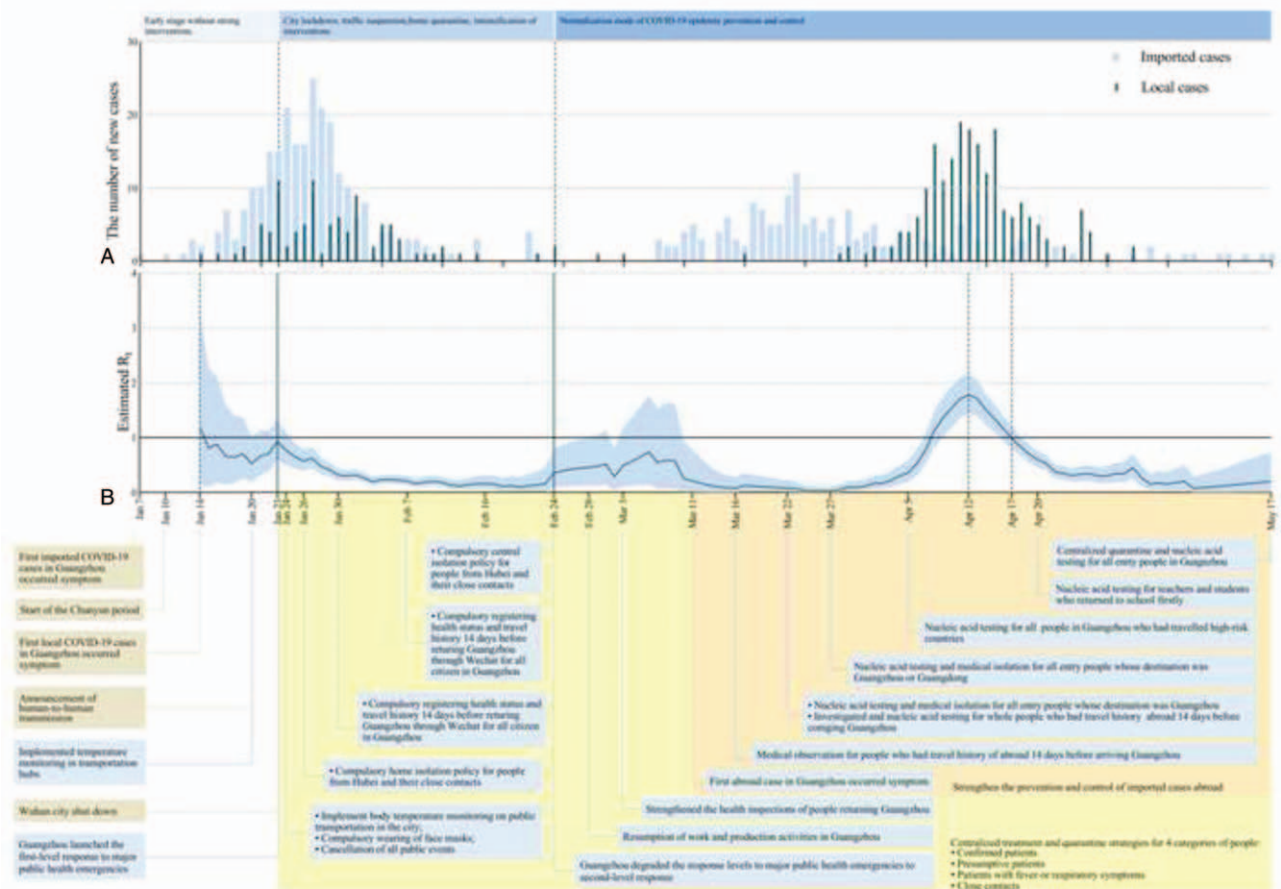 Early stage without strong
interventions
City lockdown, traffic suspension, home quarantine, intensification of
interventions
Normalization mode of COVID-19 epidemic prevention and control
30
20
10
0
The number of new cases
Imported cases
Local cases
A
4
3
2
1
0
Estimated Rt
B
Jan 7
Jan 10
Jan 14
Jan 20
Jan 24
Jan 26
Jan 30
Feb 7
Feb 16
Feb 24
Feb 28
Mar 11
Mar 16
Mar 22
Mar 27
Apr 12
Apr 17
Apr 20
May 17
First imported COVID-19
cases in Guangzhou
occurred symptom
Start of the Chunyun period
First local COVID-19 cases
in Guangzhou occurred
symptom
Announcement of
human-to-human
transmission
Implemented temperature
monitoring in transportation
hubs
Wuhan city shut down
Guangzhou launched the
first-level response to major
public health emergencies
• Compulsory central
isolation policy for
people from Hubei and
their close contacts
• Compulsory registering
health status and travel
history 14 days before
returing Guangzhou
through Wechat for all
citizen in Guangzhou
• Compulsory registering health status and
travel history 14 days before returing
Guangzhou through Wechat for all citizen
in Guangzhou
• Compulsory home isolation policy for people
from Hubei and their close contacts
• Implement body temperature monitoring on public
transportation in the city;
• Compulsory wearing of face masks;
• Cancellation of all public events
Centralized quarantine and nucleic acid
testing for all entry people in Guangzhou
Nucleic acid testing for teachers and students
who returned to school firstly
Nucleic acid testing for all people in Guangzhou who had travelled high-risk
countries
Nucleic acid testing and medical isolation for all entry people whose destination was
Guangzhou or Guangdong
• Nucleic acid testing and medical isolation for all entry people whose destination was Guangzhou
• Investigated and nucleic acid testing for whole people who had travel history abroad 14 days before
comging Guangzhou
Medical observation for people who had travel history of abroad 14 days before arriving Guangzhou
First abroad case in Guangzhou occurred symptom
Strengthen the prevention and control of imported cases abroad
Strengthened the health inspections of people returning Guangzhou
Resumption of work and production activities in Guangzhou
Guangzhou degraded the response levels to major public health emergencies to
second-level response
Centralized treatment and quarantine strategies for 4 categories of people:
• Confirmed patients
• Presumptive patients
• Patients with fever or respiratory symptoms
• Close contacts